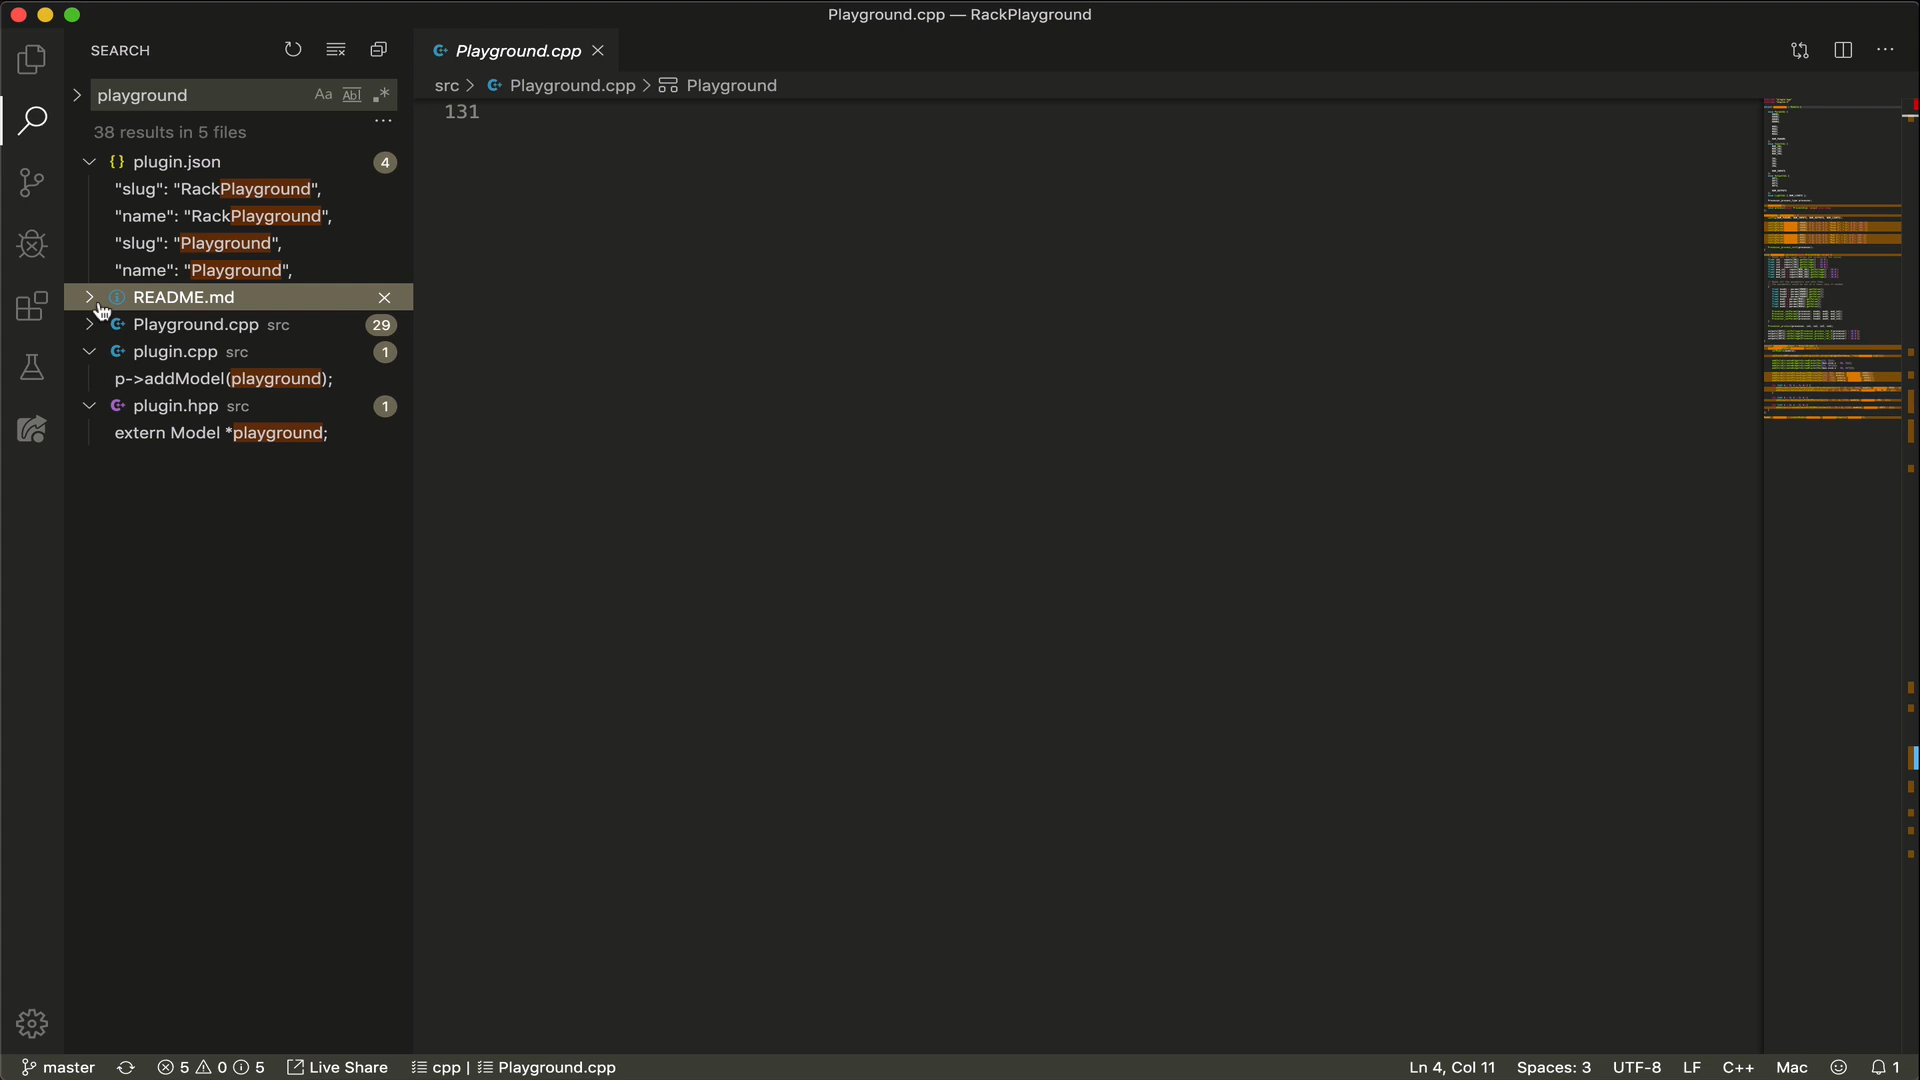 Playground.cpp — RackPlayground
SEARCH
playground
Aa Abl .*
38 results in 5 files
{} plugin.json 4
"slug": "RackPlayground",
"name": "RackPlayground",
"slug": "Playground",
"name": "Playground",
README.md
Playground.cpp src 29
plugin.cpp src 1
p->addModel(playground);
plugin.hpp src 1
extern Model *playground;
Playground.cpp
src > Playground.cpp > Playground
131
master 5 0 5 Live Share cpp | Playground.cpp Ln 4, Col 11 Spaces: 3 UTF-8 LF C++ Mac 1